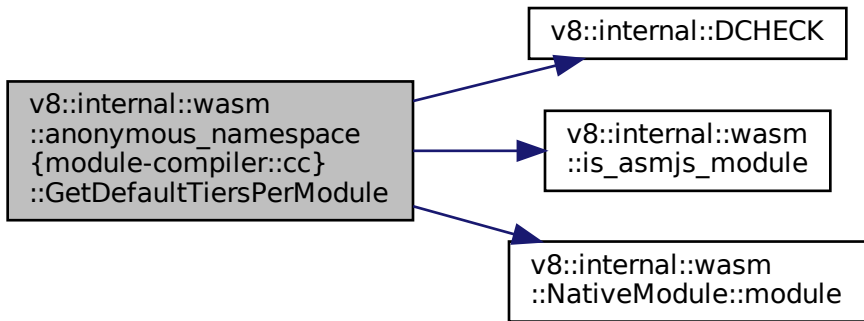 v8::internal::wasm
::anonymous_namespace
{module-compiler::cc}
::GetDefaultTiersPerModule
v8::internal::DCHECK
v8::internal::wasm
::is_asmjs_module
v8::internal::wasm
::NativeModule::module